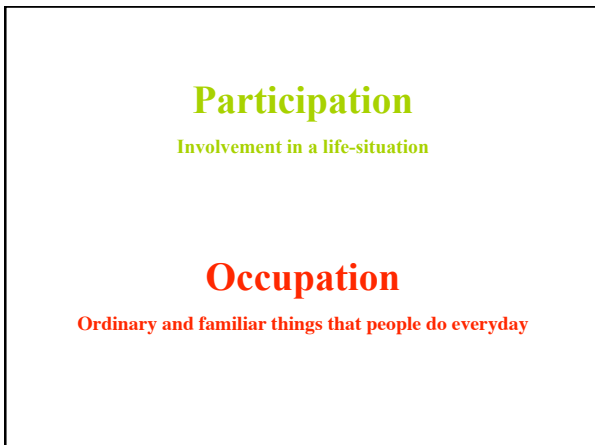 Participation
Involvement in a life-situation
Occupation
Ordinary and familiar things that people do everyday